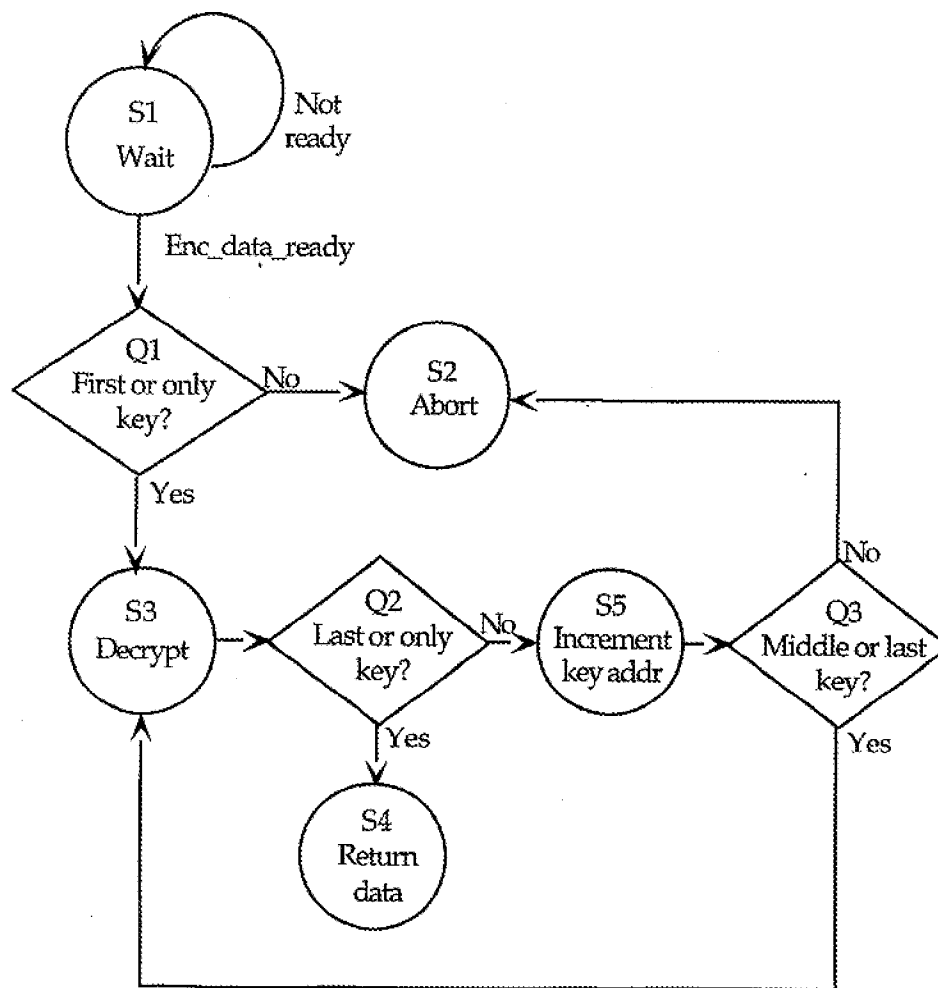 S1
Wait
Not
ready
Enc_data_ready
Q1
First or only
key?
No
S2
Abort
Yes
No
S3
Decrypt
Q2
Last or only
key?
No
S5
Increment
key addr
Q3
Middle or last
key?
Yes
Yes
S4
Return
data